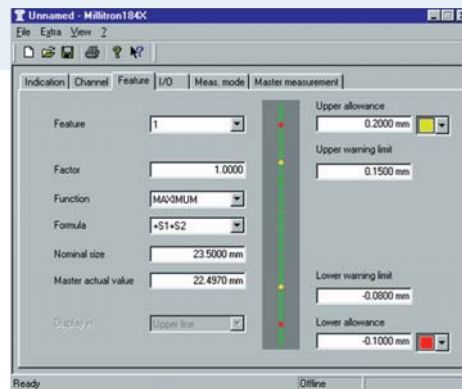 Unnamed - Millitron184X
File Extra View ?
Indication Channel Feature I/O Meas. mode Master measurement
Feature 1
Factor 1.0000
Function MAXIMUM
Formula +S1+S2
Nominal size 23.5000 mm
Master actual value 22.4970 mm
Display in Upper line
Upper allowance
0.2000 mm
Upper warning limit
0.1500 mm
Lower warning limit
-0.0800 mm
Lower allowance
-0.1000 mm
Ready Offline